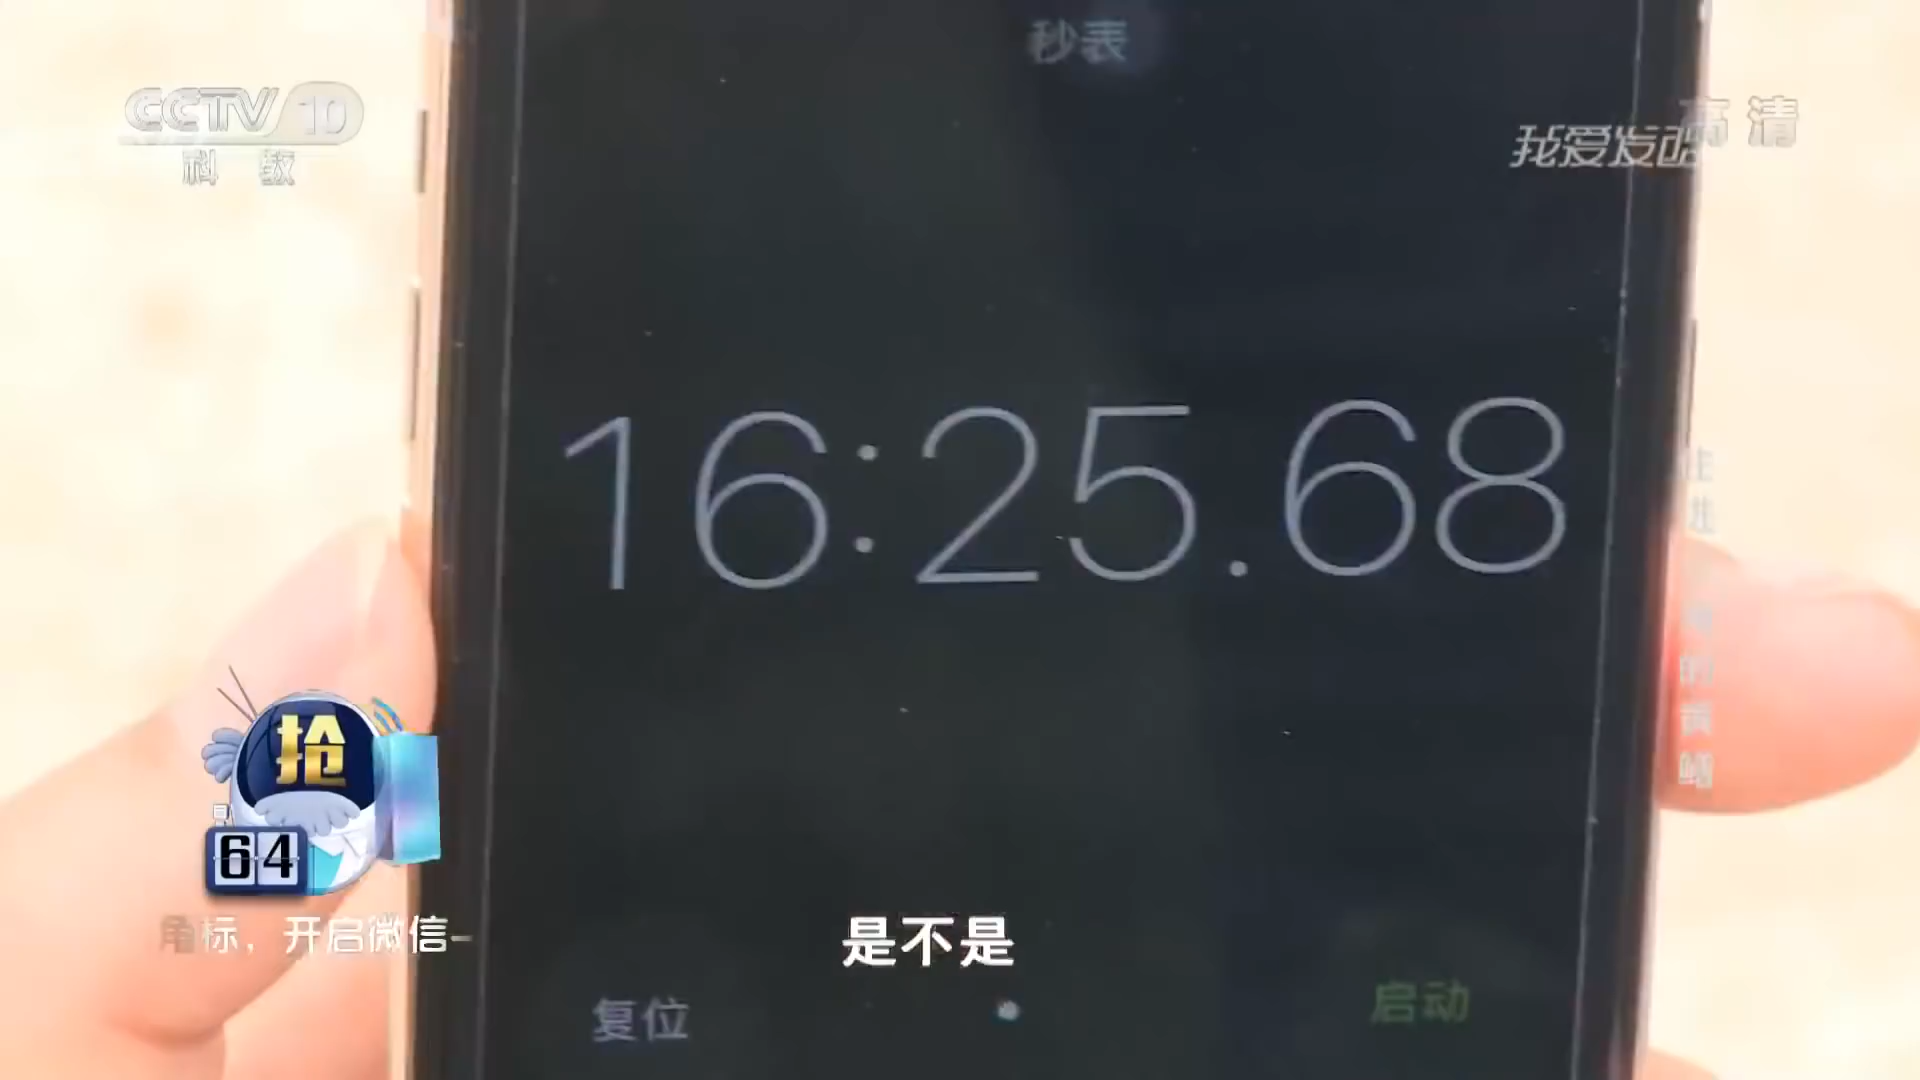 秒表
CCTV 10
科 教
高清
我爱发明
16:25.68
抢
64
角标，开启微信
是不是
复位
启动